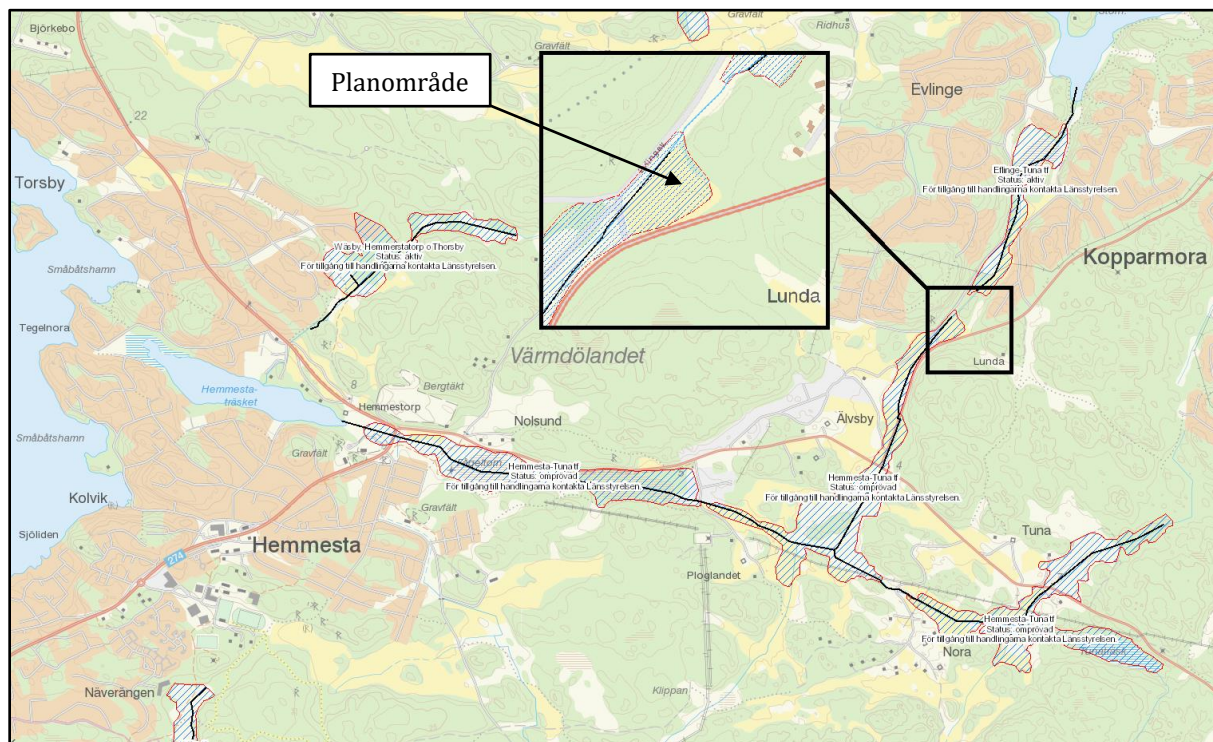 Björkebo
Gravfält
Gravfält
Ridhus
Planområde
Evlinge
22
Torsby
Eflinge-Tuna tf
Status: aktiv
För tillgång till handlingarna kontakta Länsstyrelsen.
Wäsby, Hemmerstatorp o Thorsby
Status: aktiv
För tillgång till handlingarna kontakta Länsstyrelsen.
Småbåtshamn
Kopparmora
Lunda
Tegelnora
Värmdölandet
Lunda
Hemmesta-
träsket
8
Bergtäkt
Hemmestorp
Nolsund
Älvsby
Småbåtshamn
Gravfält
Hemmesta-Tuna tf
Status: omprövad
För tillgång till handlingarna kontakta Länsstyrelsen.
Hemmesta-Tuna tf
Status: omprövad
För tillgång till handlingarna kontakta Länsstyrelsen.
4
Kolvik
Gravfält
Sjöliden
Hemmesta
274
Tuna
Ploglandet
Hemmesta-Tuna tf
Status: omprövad
För tillgång till handlingarna kontakta Länsstyrelsen.
Nora
Tunaträsk
Näverängen
Klippan